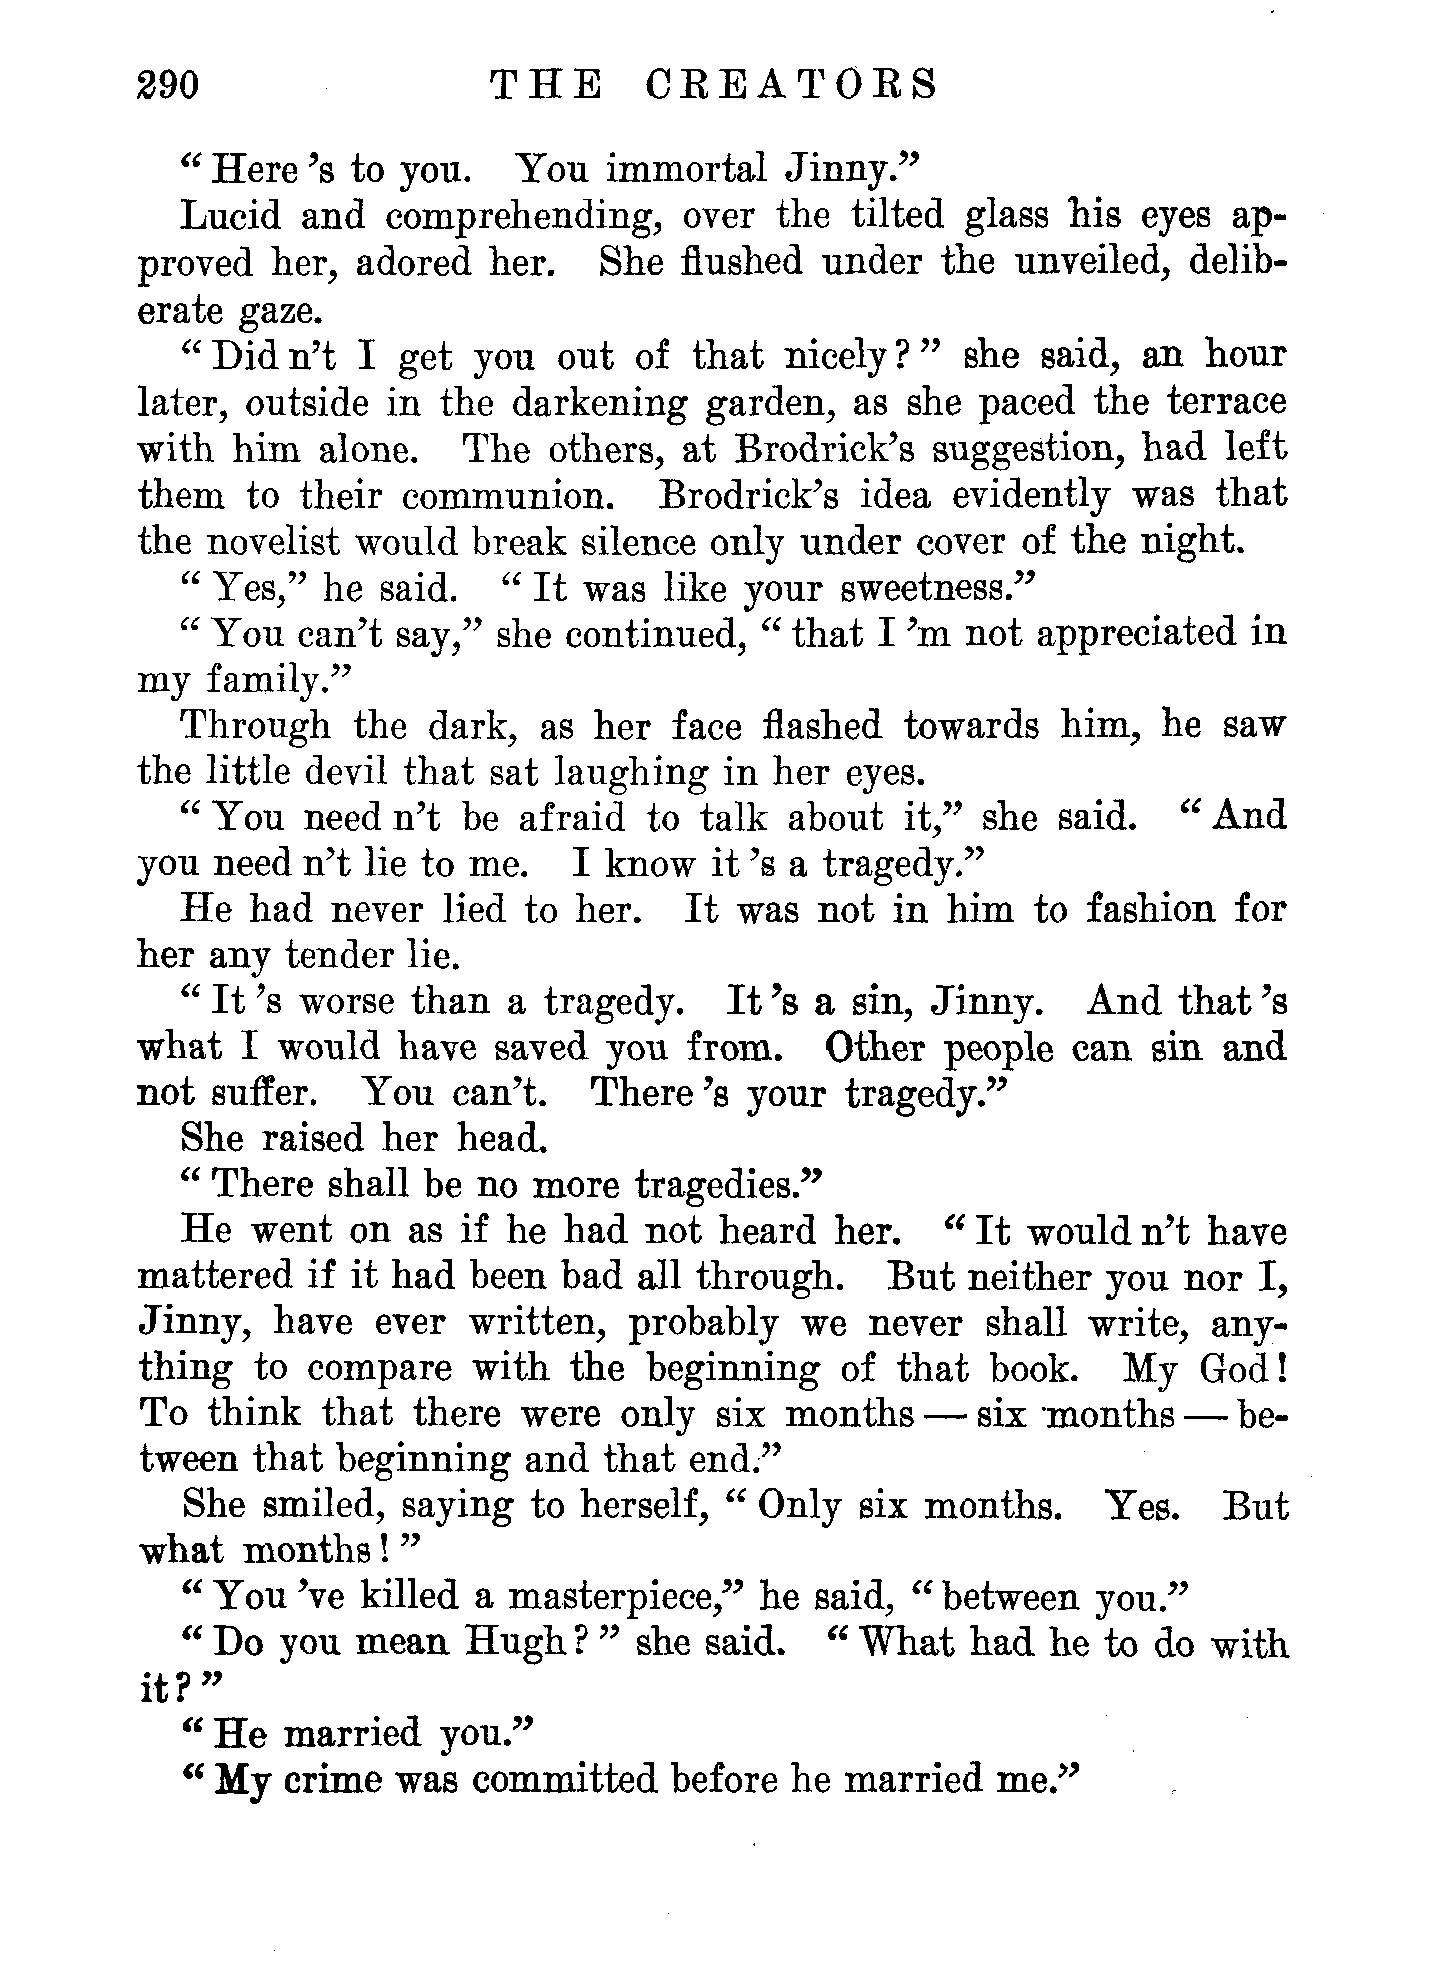 290 THE CREATORS
“ Here 's to you. You immortal Jinny.”
Lucid and comprehending, over the tilted glass his eyes ap-
proved her, adored her. She flushed under the unveiled, delib-
erate gaze.
“ Did n't I get you out of that nicely? ” she said, an hour
later, outside in the darkening garden, as she paced the terrace
with him alone. The others, at Brodrick's suggestion, had left
them to their communion. Brodrick's idea evidently was that
the novelist would break silence only under cover of the night.
“ Yes,” he said. “ It was like your sweetness.”
“ You can't say,” she continued, “ that I 'm not appreciated in
my family.”
Through the dark, as her face flashed towards him, he saw
the little devil that sat laughing in her eyes.
“ You need n't be afraid to talk about it,” she said. “ And
you need n't lie to me. I know it 's a tragedy.”
He had never lied to her. It was not in him to fashion for
her any tender lie.
“ It 's worse than a tragedy. It 's a sin, Jinny. And that 's
what I would have saved you from. Other people can sin and
not suffer. You can't. There 's your tragedy.”
She raised her head.
“ There shall be no more tragedies.”
He went on as if he had not heard her. “ It would n't have
mattered if it had been bad all through. But neither you nor I,
Jinny, have ever written, probably we never shall write, any-
thing to compare with the beginning of that book. My God!
To think that there were only six months — six months — be-
tween that beginning and that end.”
She smiled, saying to herself, “ Only six months. Yes. But
what months! ”
“ You 've killed a masterpiece,” he said, “ between you.”
“ Do you mean Hugh? ” she said. “ What had he to do with
it? ”
“ He married you.”
“ My crime was committed before he married me.”